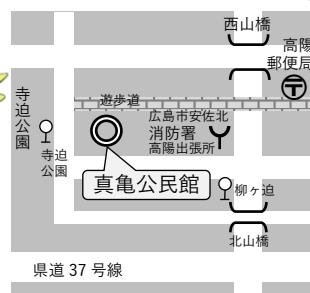 西山橋
高陽
郵便局
寺迫公園
遊歩道
広島市安佐北
消防署
高陽出張所
寺迫
公園
真亀公民館
柳ヶ迫
北山橋
県道 37 号線